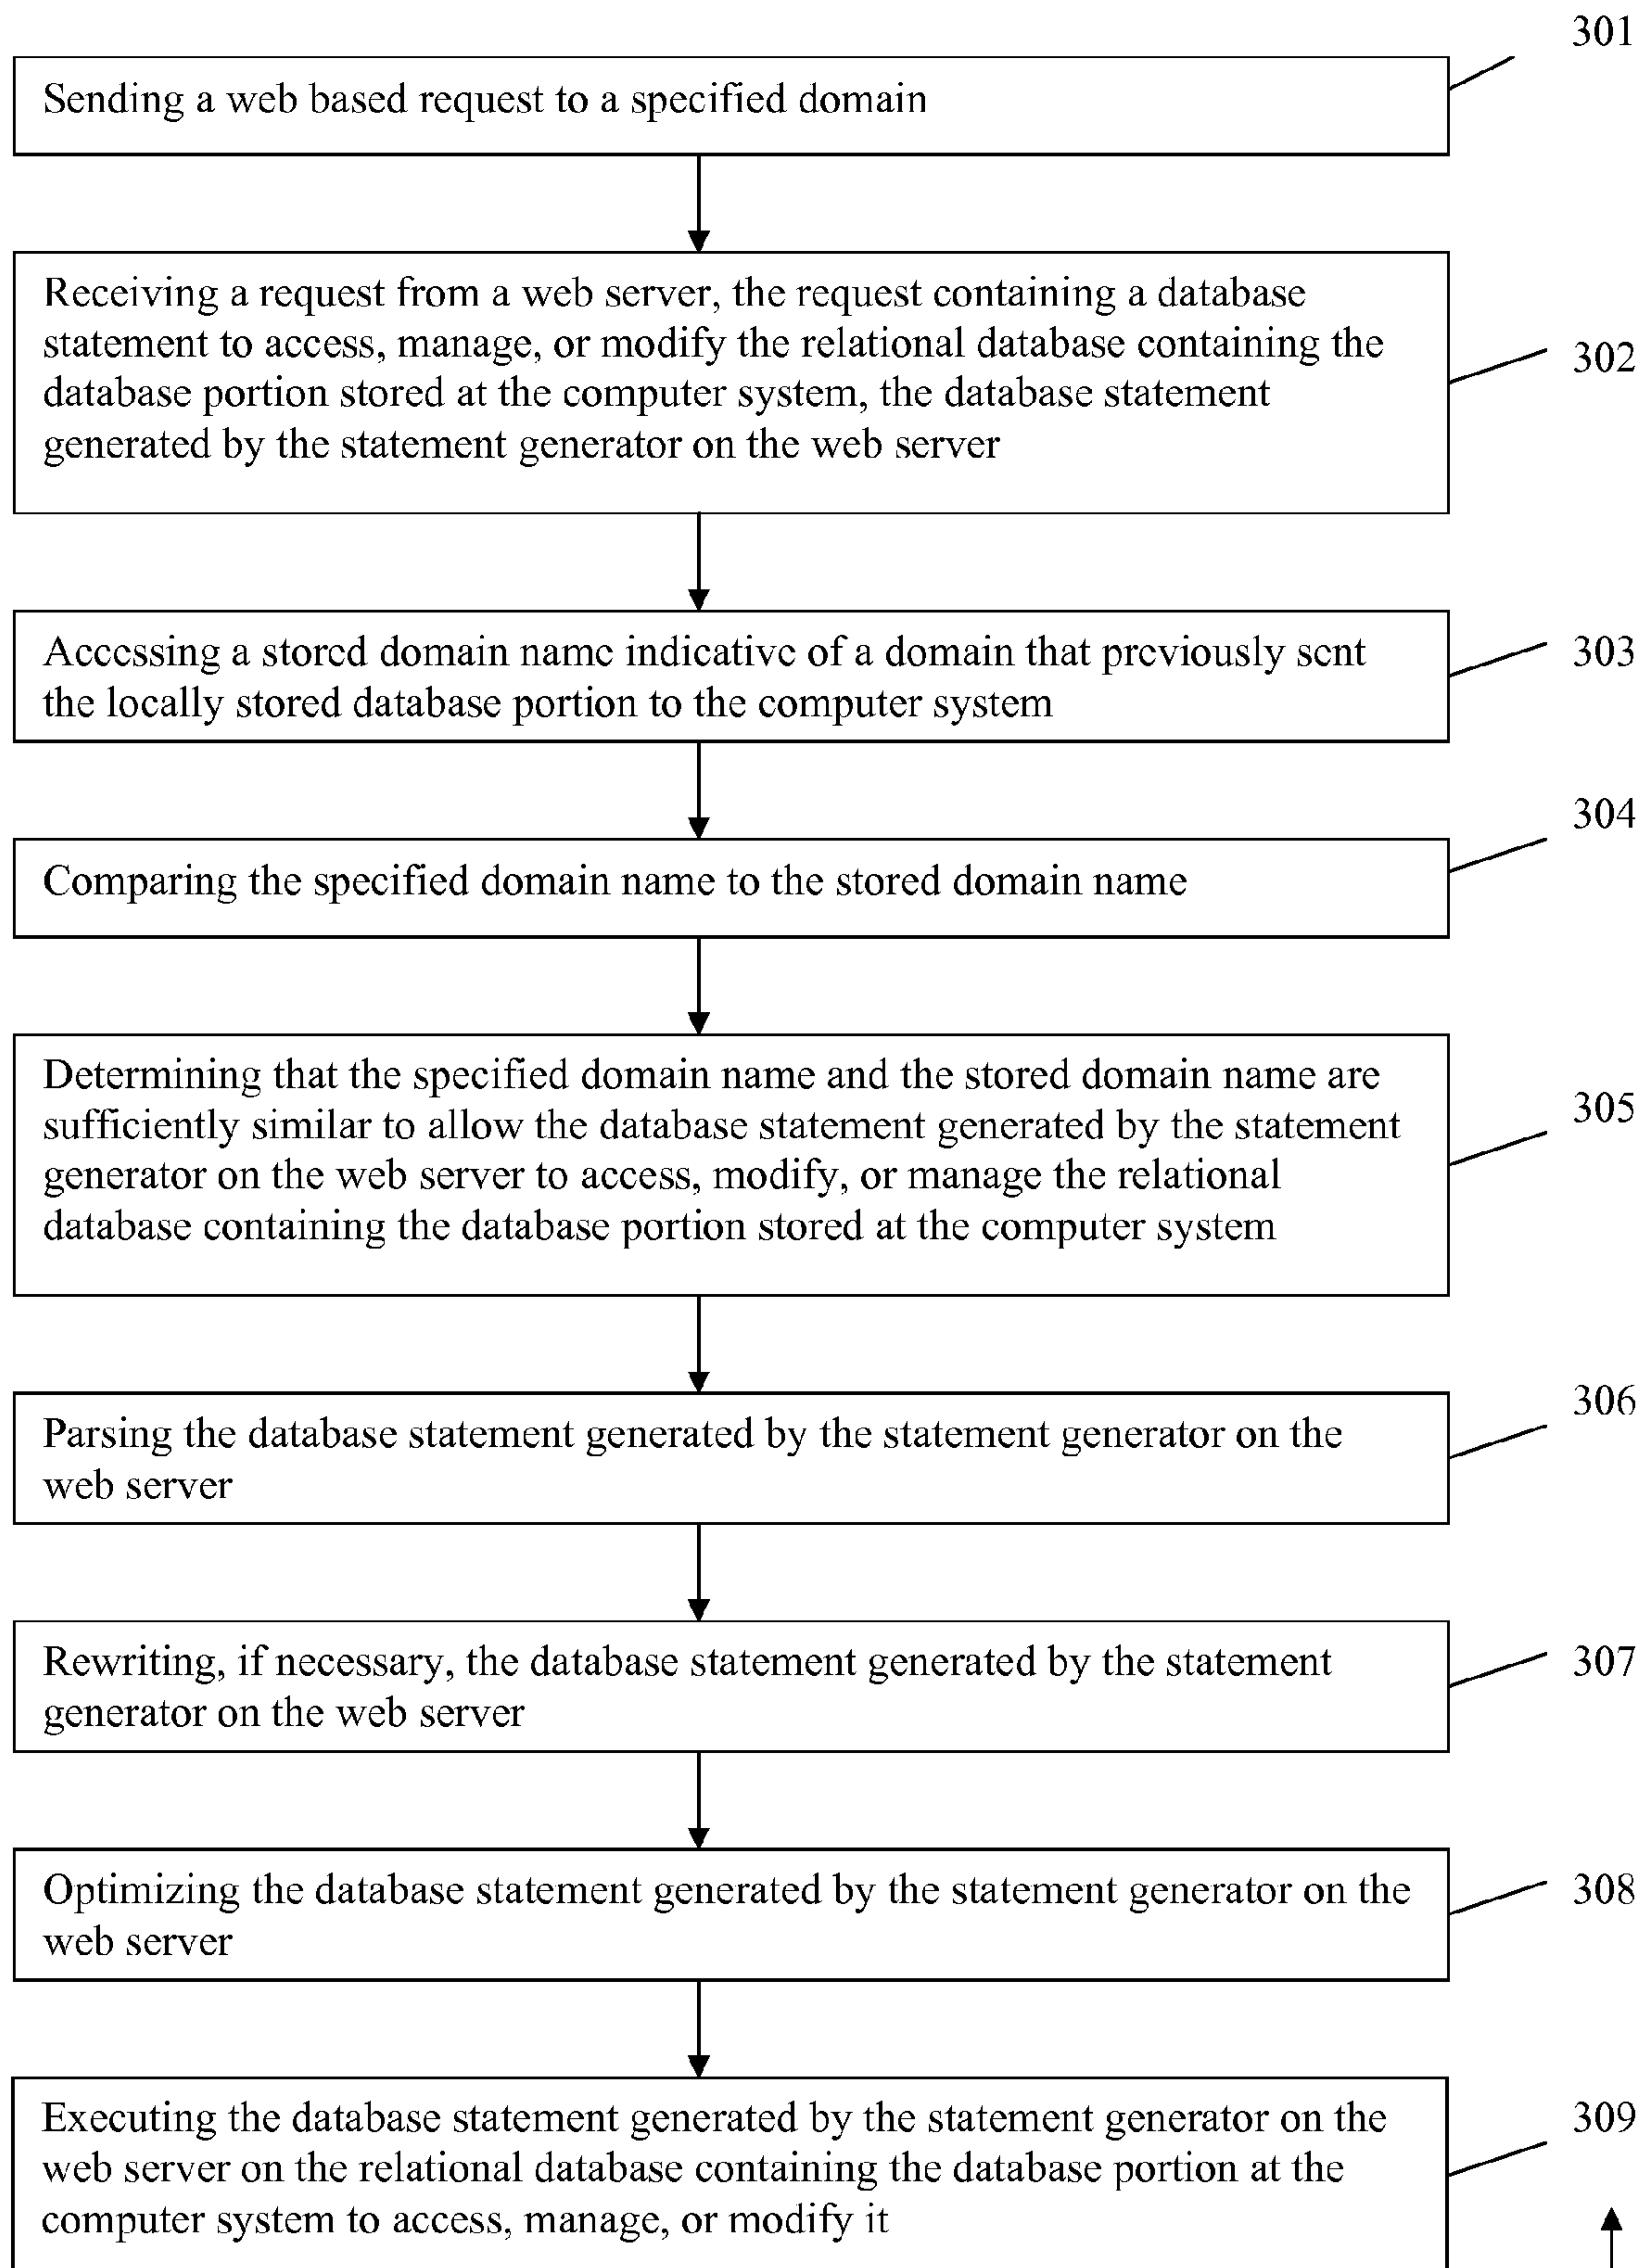 301
Sending a web based request to a specified domain
Receiving a request from a web server, the request containing a database
statement to access, manage, or modify the relational database containing the
database portion stored at the computer system, the database statement
generated by the statement generator on the web server
302
Accessing a stored domain name indicative of a domain that previously sent
the locally stored database portion to the computer system
303
304
Comparing the specified domain name to the stored domain name
Determining that the specified domain name and the stored domain name are
sufficiently similar to allow the database statement generated by the statement
generator on the web server to access, modify, or manage the relational
database containing the database portion stored at the computer system
305
306
Parsing the database statement generated by the statement generator on the
web server
Rewriting, if necessary, the database statement generated by the statement
generator on the web server
307
Optimizing the database statement generated by the statement generator on the
web server
308
Executing the database statement generated by the statement generator on the
web server on the relational database containing the database portion at the
computer system to access, manage, or modify it
309